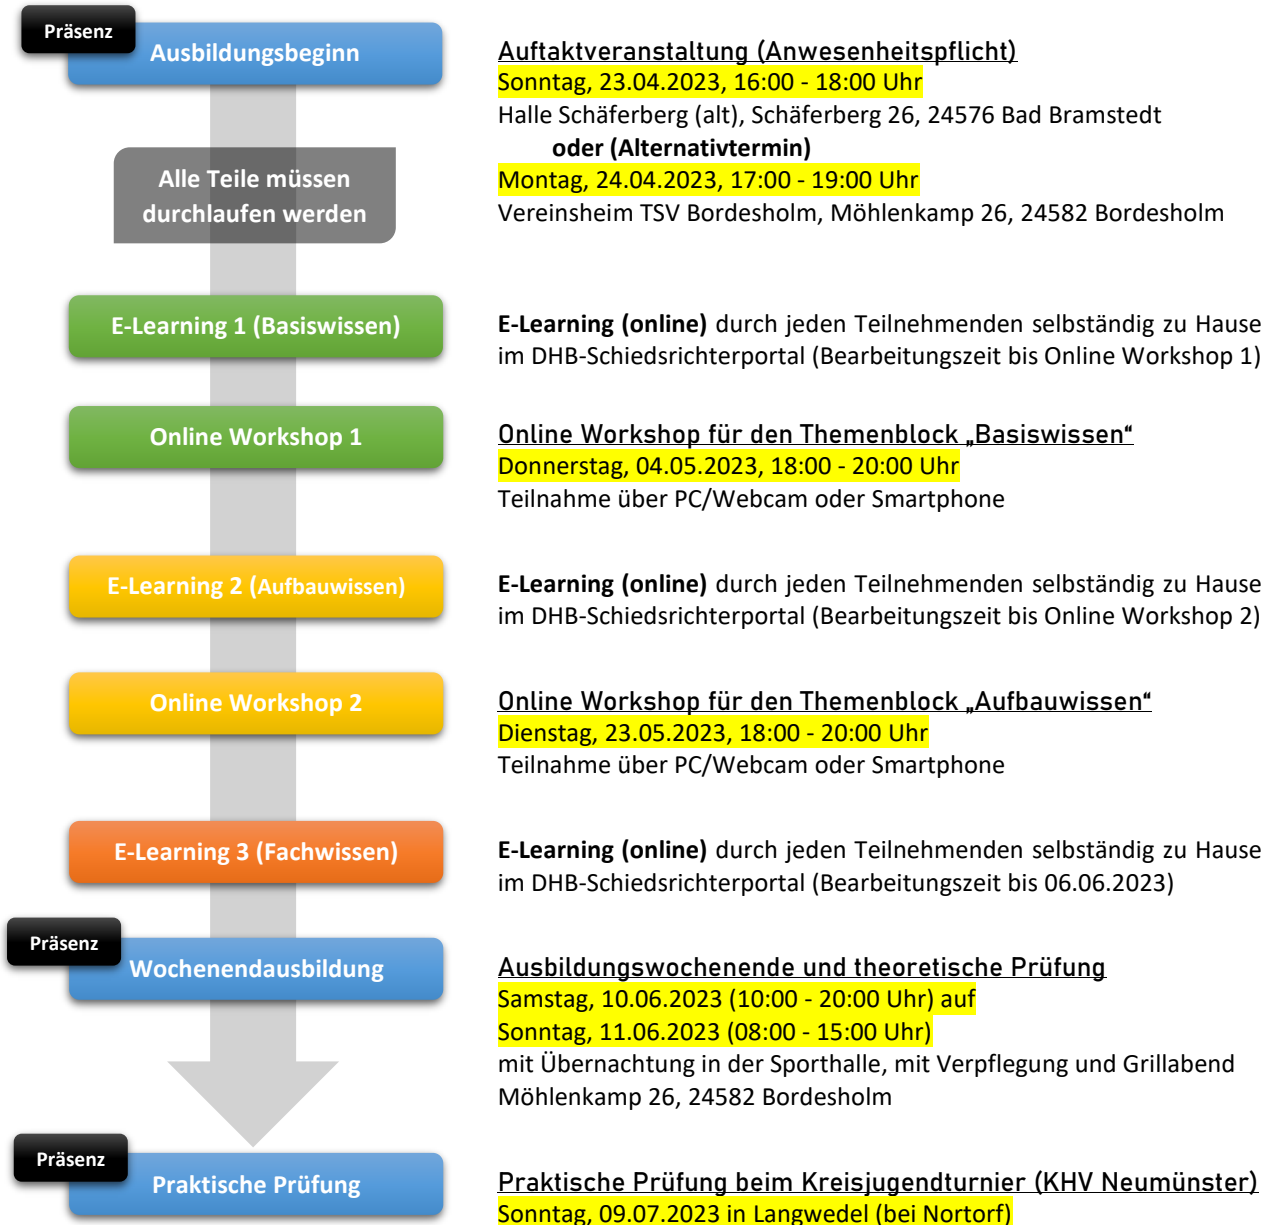 Präsenz
Ausbildungsbeginn
Auftaktveranstaltung (Anwesenheitspflicht)
Sonntag, 23.04.2023, 16:00 - 18:00 Uhr
Halle Schäferberg (alt), Schäferberg 26, 24576 Bad Bramstedt
oder (Alternativtermin)
Montag, 24.04.2023, 17:00 - 19:00 Uhr
Vereinsheim TSV Bordesholm, Möhlenkamp 26, 24582 Bordesholm
Alle Teile müssen
durchlaufen werden
E-Learning 1 (Basiswissen)
E-Learning (online) durch jeden Teilnehmenden selbständig zu Hause
im DHB-Schiedsrichterportal (Bearbeitungszeit bis Online Workshop 1)
Online Workshop 1
Online Workshop für den Themenblock „Basiswissen“
Donnerstag, 04.05.2023, 18:00 - 20:00 Uhr
Teilnahme über PC/Webcam oder Smartphone
E-Learning 2 (Aufbauwissen)
E-Learning (online) durch jeden Teilnehmenden selbständig zu Hause
im DHB-Schiedsrichterportal (Bearbeitungszeit bis Online Workshop 2)
Online Workshop 2
Online Workshop für den Themenblock „Aufbauwissen“
Dienstag, 23.05.2023, 18:00 - 20:00 Uhr
Teilnahme über PC/Webcam oder Smartphone
E-Learning 3 (Fachwissen)
E-Learning (online) durch jeden Teilnehmenden selbständig zu Hause
im DHB-Schiedsrichterportal (Bearbeitungszeit bis 06.06.2023)
Präsenz
Wochenendausbildung
Ausbildungswochenende und theoretische Prüfung
Samstag, 10.06.2023 (10:00 - 20:00 Uhr) auf
Sonntag, 11.06.2023 (08:00 - 15:00 Uhr)
mit Übernachtung in der Sporthalle, mit Verpflegung und Grillabend
Möhlenkamp 26, 24582 Bordesholm
Präsenz
Praktische Prüfung
Praktische Prüfung beim Kreisjugendturnier (KHV Neumünster)
Sonntag, 09.07.2023 in Langwedel (bei Nortorf)